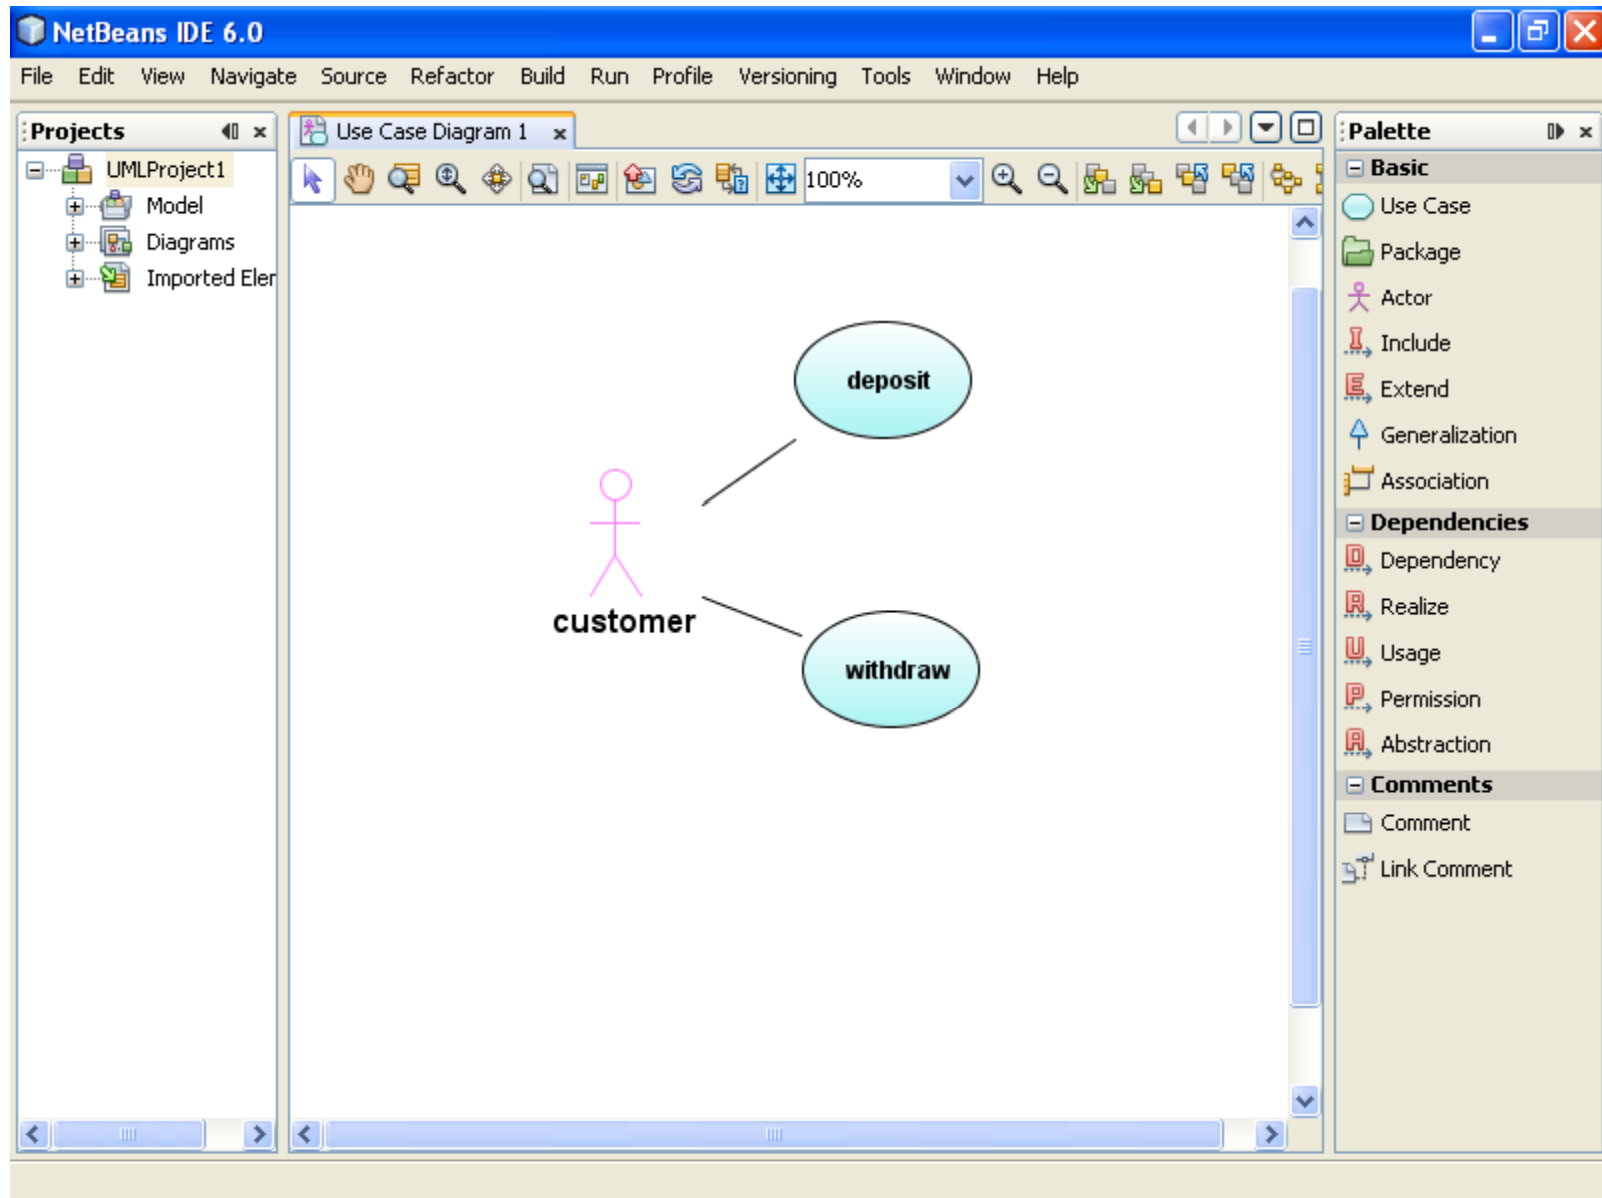 NetBeans IDE 6.0
File Edit View Navigate Source Refactor Build Run Profile Versioning Tools Window Help
Projects
UMLProject1
Model
Diagrams
Imported Eler
Use Case Diagram 1
100%
deposit
customer
withdraw
Palette
Basic
Use Case
Package
Actor
Include
Extend
Generalization
Association
Dependencies
Dependency
Realize
Usage
Permission
Abstraction
Comments
Comment
Link Comment